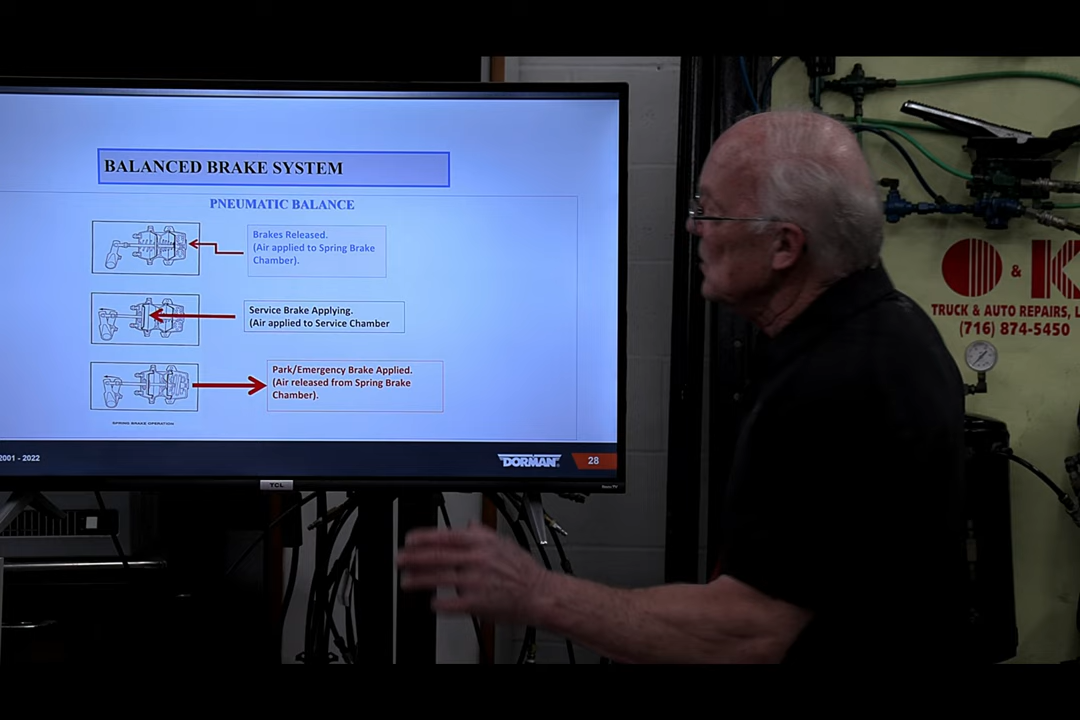 BALANCED BRAKE SYSTEM
PNEUMATIC BALANCE
Brakes Released.
(Air applied to Spring Brake
Chamber).
Service Brake Applying.
(Air applied to Service Chamber
Park/Emergency Brake Applied.
(Air released from Spring Brake
Chamber).
SPRING BRAKE OPERATION
2001 - 2022
DORMAN
28
TCL
Roku TV
O & K
TRUCK & AUTO REPAIRS, L
(716) 874-5450